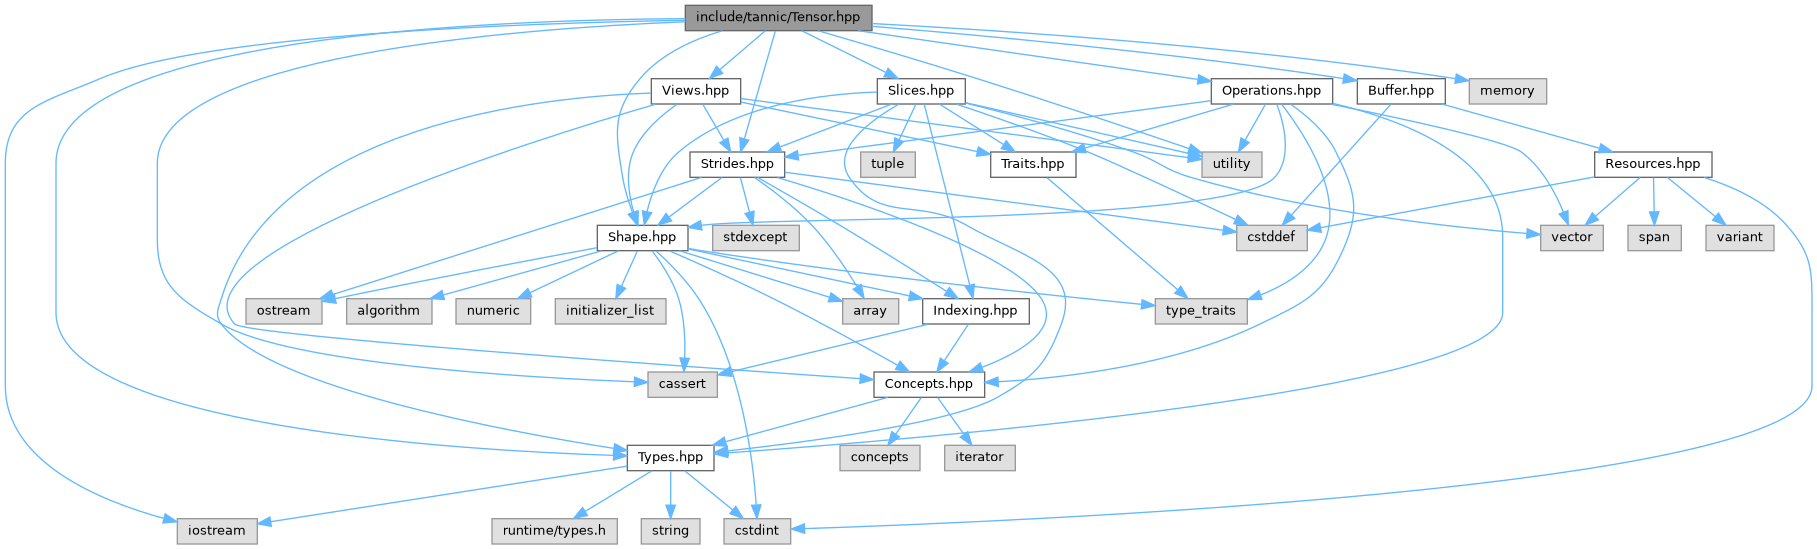 include/tannic/Tensor.hpp
Views.hpp
Slices.hpp
Operations.hpp
Buffer.hpp
memory
Strides.hpp
tuple
Traits.hpp
utility
Resources.hpp
Shape.hpp
stdexcept
cstddef
vector
span
variant
ostream
algorithm
numeric
initializer_list
array
Indexing.hpp
type_traits
cassert
Concepts.hpp
Types.hpp
concepts
iterator
iostream
runtime/types.h
string
cstdint